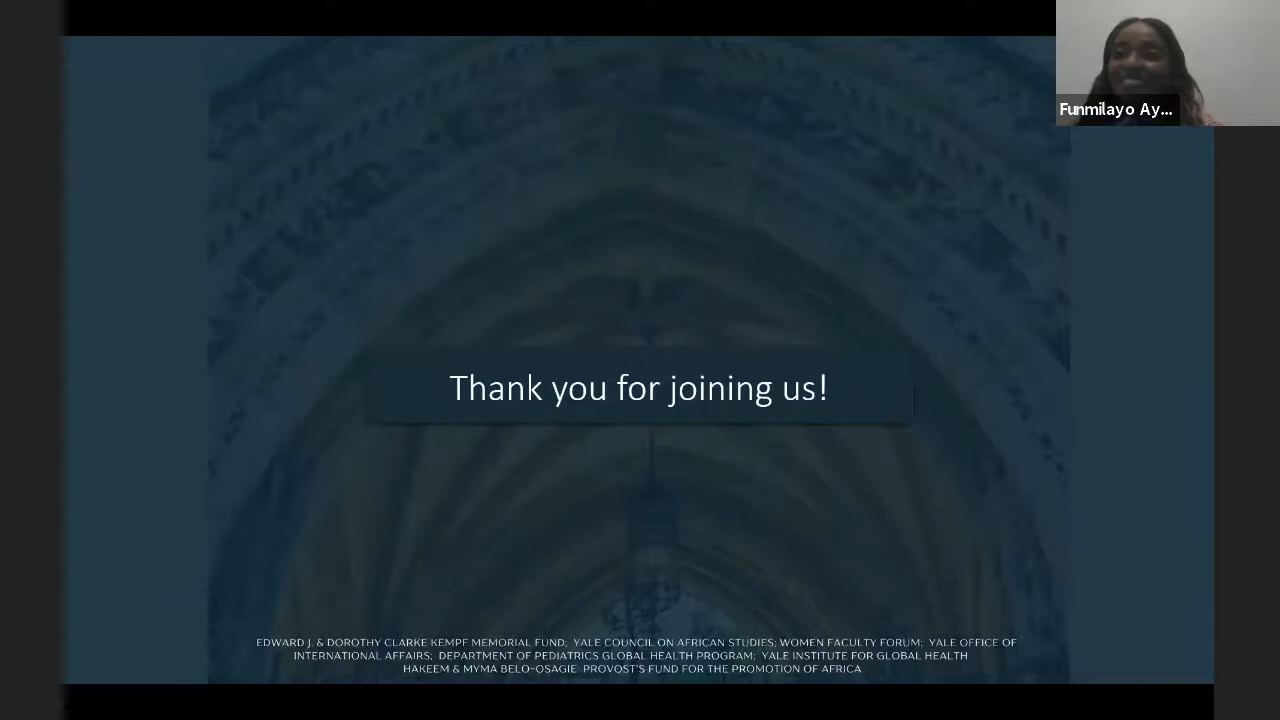 Funmilayo Ay...
Thank you for joining us!
EDWARD J. & DOROTHY CLARKE KEMPF MEMORIAL FUND; YALE COUNCIL ON AFRICAN STUDIES; WOMEN FACULTY FORUM; YALE OFFICE OF
INTERNATIONAL AFFAIRS; DEPARTMENT OF PEDIATRICS GLOBAL HEALTH PROGRAM; YALE INSTITUTE FOR GLOBAL HEALTH
HAKEEM & MYMA BELO-OSAGIE PROVOST'S FUND FOR THE PROMOTION OF AFRICA